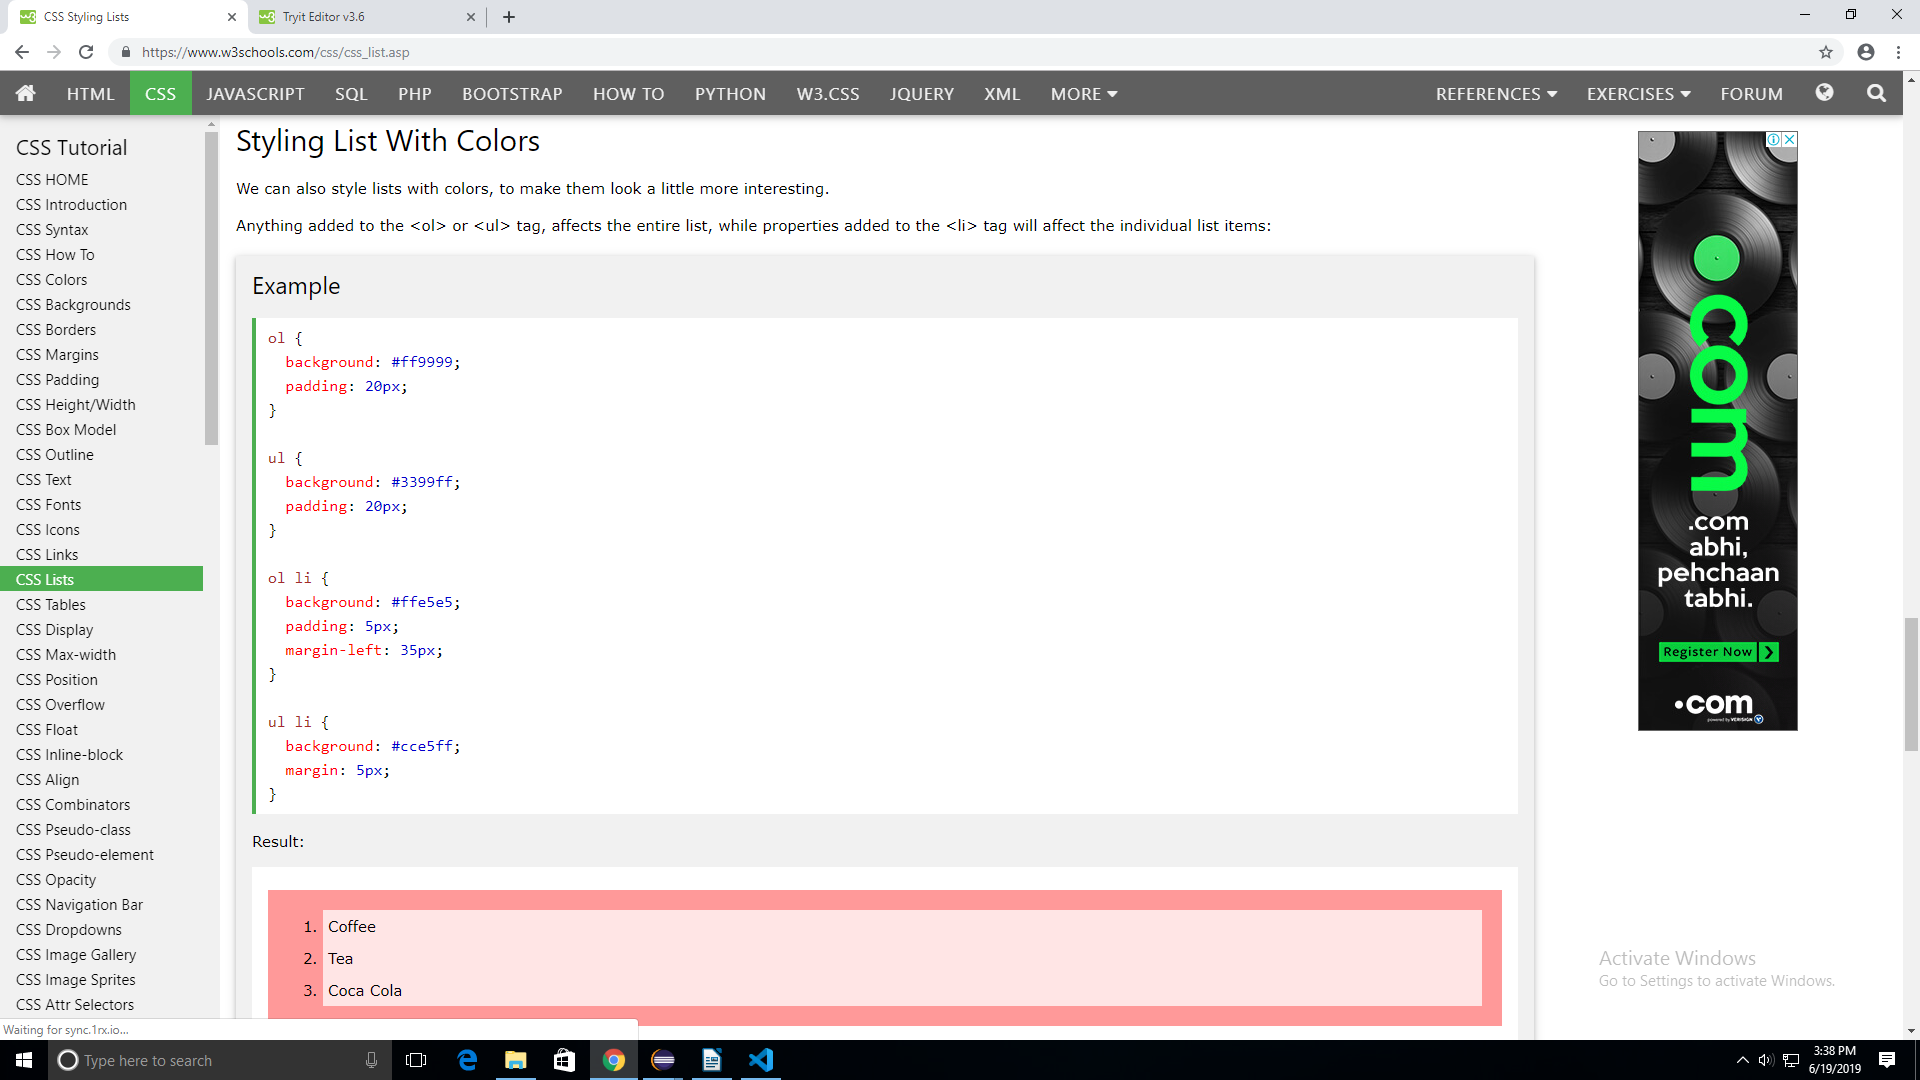 CSS Styling Lists
Tryit Editor v3.6
https://www.w3schools.com/css/css_list.asp
HTML CSS JAVASCRIPT SQL PHP BOOTSTRAP HOW TO PYTHON W3.CSS JQUERY XML MORE REFERENCES EXERCISES FORUM
CSS Tutorial
CSS HOME
CSS Introduction
CSS Syntax
CSS How To
CSS Colors
CSS Backgrounds
CSS Borders
CSS Margins
CSS Padding
CSS Height/Width
CSS Box Model
CSS Outline
CSS Text
CSS Fonts
CSS Icons
CSS Links
CSS Lists
CSS Tables
CSS Display
CSS Max-width
CSS Position
CSS Overflow
CSS Float
CSS Inline-block
CSS Align
CSS Combinators
CSS Pseudo-class
CSS Pseudo-element
CSS Opacity
CSS Navigation Bar
CSS Dropdowns
CSS Image Gallery
CSS Image Sprites
CSS Attr Selectors
Styling List With Colors
We can also style lists with colors, to make them look a little more interesting.
Anything added to the <ol> or <ul> tag, affects the entire list, while properties added to the <li> tag will affect the individual list items:
Example
ol {
  background: #ff9999;
  padding: 20px;
}
ul {
  background: #3399ff;
  padding: 20px;
}
ol li {
  background: #ffe5e5;
  padding: 5px;
  margin-left: 35px;
}
ul li {
  background: #cce5ff;
  margin: 5px;
}
Result:
1. Coffee
2. Tea
3. Coca Cola
.com
.com
abhi,
pehchaan
tabhi.
Register Now
.com
powered by VERISIGN
Activate Windows
Go to Settings to activate Windows.
Waiting for sync.1rx.io...
Type here to search
3:38 PM
6/19/2019